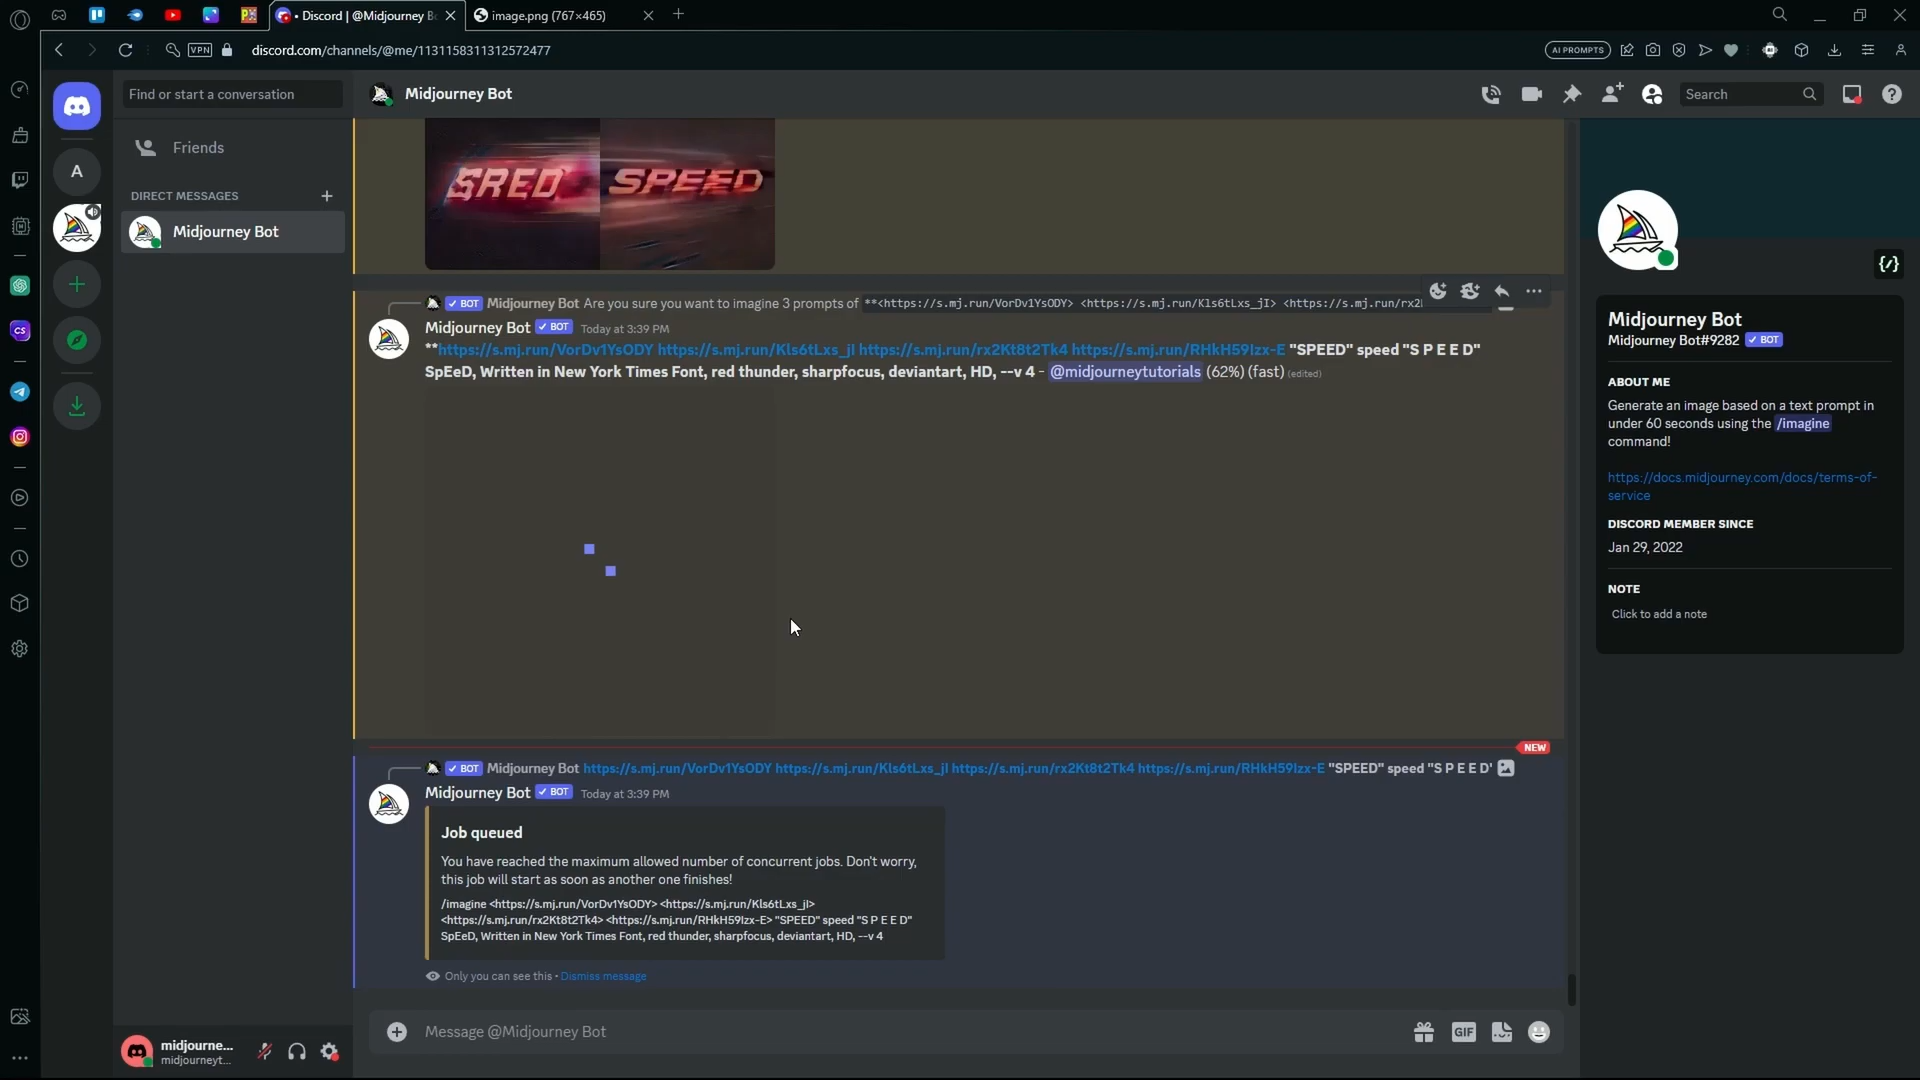 Discord | @Midjourney B
image.png (767×465)
VPN
discord.com/channels/@me/1131158311312572477
AI PROMPTS
Find or start a conversation
Midjourney Bot
Search
Friends
A
DIRECT MESSAGES
Midjourney Bot
CS
SRED SPEED
BOT Midjourney Bot Are you sure you want to imagine 3 prompts of **<https://s.mj.run/VorDv1YsODY> <https://s.mj.run/Kls6tLxs_jI> <https://s.mj.run/rx2
Midjourney Bot BOT Today at 3:39 PM
**https://s.mj.run/VorDv1YsODY https://s.mj.run/Kls6tLxs_jI https://s.mj.run/rx2Kt8t2Tk4 https://s.mj.run/RHkH59Izx-E "SPEED" speed "S P E E D"
SpEeD, Written in New York Times Font, red thunder, sharpfocus, deviantart, HD, --v 4 - @midjourneytutorials (62%) (fast) (edited)
NEW
BOT Midjourney Bot https://s.mj.run/VorDv1YsODY https://s.mj.run/Kls6tLxs_jI https://s.mj.run/rx2Kt8t2Tk4 https://s.mj.run/RHkH59Izx-E "SPEED" speed "S P E E D'
Midjourney Bot BOT Today at 3:39 PM
Job queued
You have reached the maximum allowed number of concurrent jobs. Don't worry,
this job will start as soon as another one finishes!
/imagine <https://s.mj.run/VorDv1YsODY> <https://s.mj.run/Kls6tLxs_jI>
<https://s.mj.run/rx2Kt8t2Tk4> <https://s.mj.run/RHkH59Izx-E> "SPEED" speed "S P E E D"
SpEeD, Written in New York Times Font, red thunder, sharpfocus, deviantart, HD, --v 4
Only you can see this • Dismiss message
Message @Midjourney Bot
GIF
midjourne...
midjourneyt...
Midjourney Bot
Midjourney Bot#9282 BOT
ABOUT ME
Generate an image based on a text prompt in
under 60 seconds using the /imagine
command!
https://docs.midjourney.com/docs/terms-of-
service
DISCORD MEMBER SINCE
Jan 29, 2022
NOTE
Click to add a note